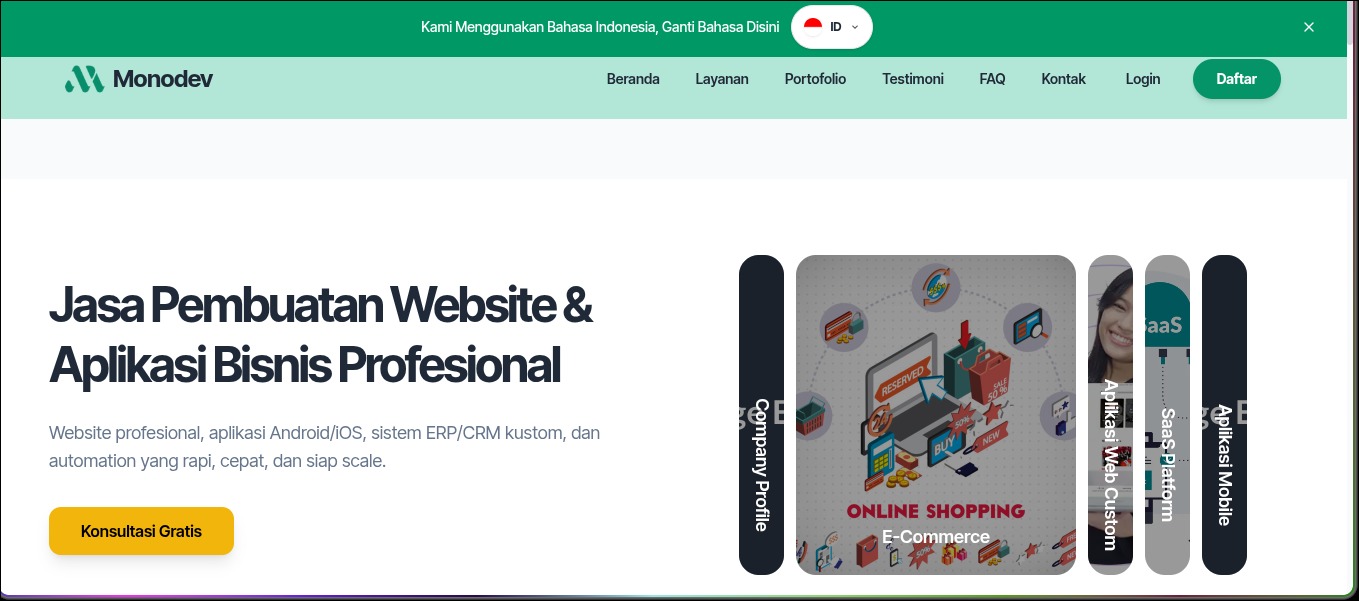 Kami Menggunakan Bahasa Indonesia, Ganti Bahasa Disini
ID
Monodev
Beranda
Layanan
Portofolio
Testimoni
FAQ
Kontak
Login
Daftar
Jasa Pembuatan Website &
Aplikasi Bisnis Profesional
Website profesional, aplikasi Android/iOS, sistem ERP/CRM kustom, dan
automation yang rapi, cepat, dan siap scale.
Konsultasi Gratis
Company Profile
RESERVED
SALE
50%
50%
BUY
NEW
ONLINE SHOPPING
E-Commerce
Aplikasi Web Custom
SaaS
SaaS Platform
Aplikasi Mobile